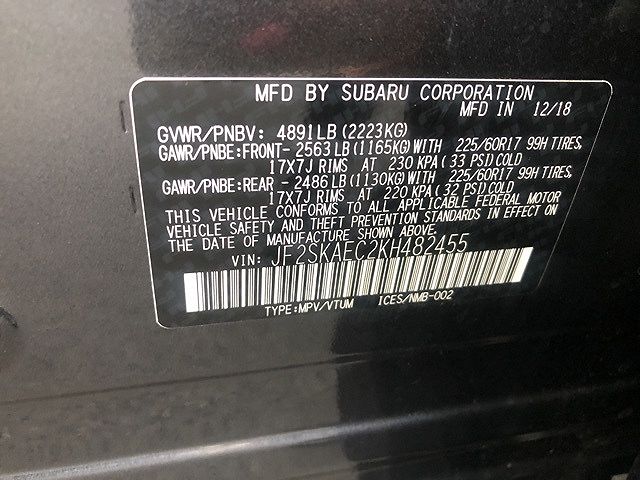 MFD BY SUBARU CORPORATION
MFD IN 12/18
GVWR/PNBV: 4891LB(2223KG)
GAWR/PNBE:FRONT- 2563LB(1165KG)WITH 225/60R17 99H TIRES,
17X7J RIMS AT 230 KPA(33 PSI)COLD
GAWR/PNBE:REAR - 2486LB(1130KG)WITH 225/60R17 99H TIRES,
17X7J RIMS AT 220 KPA(32 PSI)COLD
THIS VEHICLE CONFORMS TO ALL APPLICABLE FEDERAL MOTOR
VEHICLE SAFETY AND THEFT PREVENTION STANDARDS IN EFFECT ON
THE DATE OF MANUFACTURE SHOWN ABOVE.
VIN: JF2SKAEC2KH482455
TYPE:MPV/VTUM ICES/NMB-002